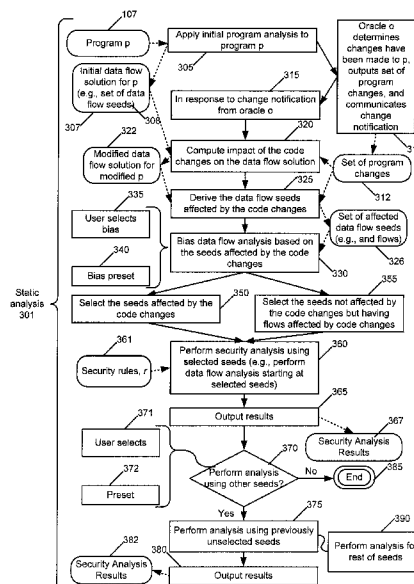 107
Program p
Apply initial program analysis to
program p
305
Oracle o
determines
changes have
been made to p,
outputs set of
program
changes, and
communicates
change
notification
Initial data flow
solution for p
(e.g., set of data
flow seeds)
307
308
315
In response to change notification
from oracle o
322
320
Modified data
flow solution for
modified p
Compute impact of the code
changes on the data flow solution
325
Set of program
changes
312
335
Derive the data flow seeds
affected by the code changes
User selects
bias
Set of affected
data flow seeds
(e.g., and flows)
326
340
Bias data flow analysis based on
the seeds affected by the code
changes
330
Bias preset
Static
analysis
301
350
355
Select the seeds affected by the
code changes
Select the seeds not affected by
the code changes but having
flows affected by code changes
361
360
Security rules, r
Perform security analysis using
selected seeds (e.g., perform
data flow analysis starting at
selected seeds)
365
371
Output results
367
User selects
370
Security Analysis
Results
372
Perform analysis
using other seeds?
No
End
385
Preset
Yes
375
390
Perform analysis using previously
unselected seeds
Perform analysis for
rest of seeds
382
380
Security Analysis
Results
Output results